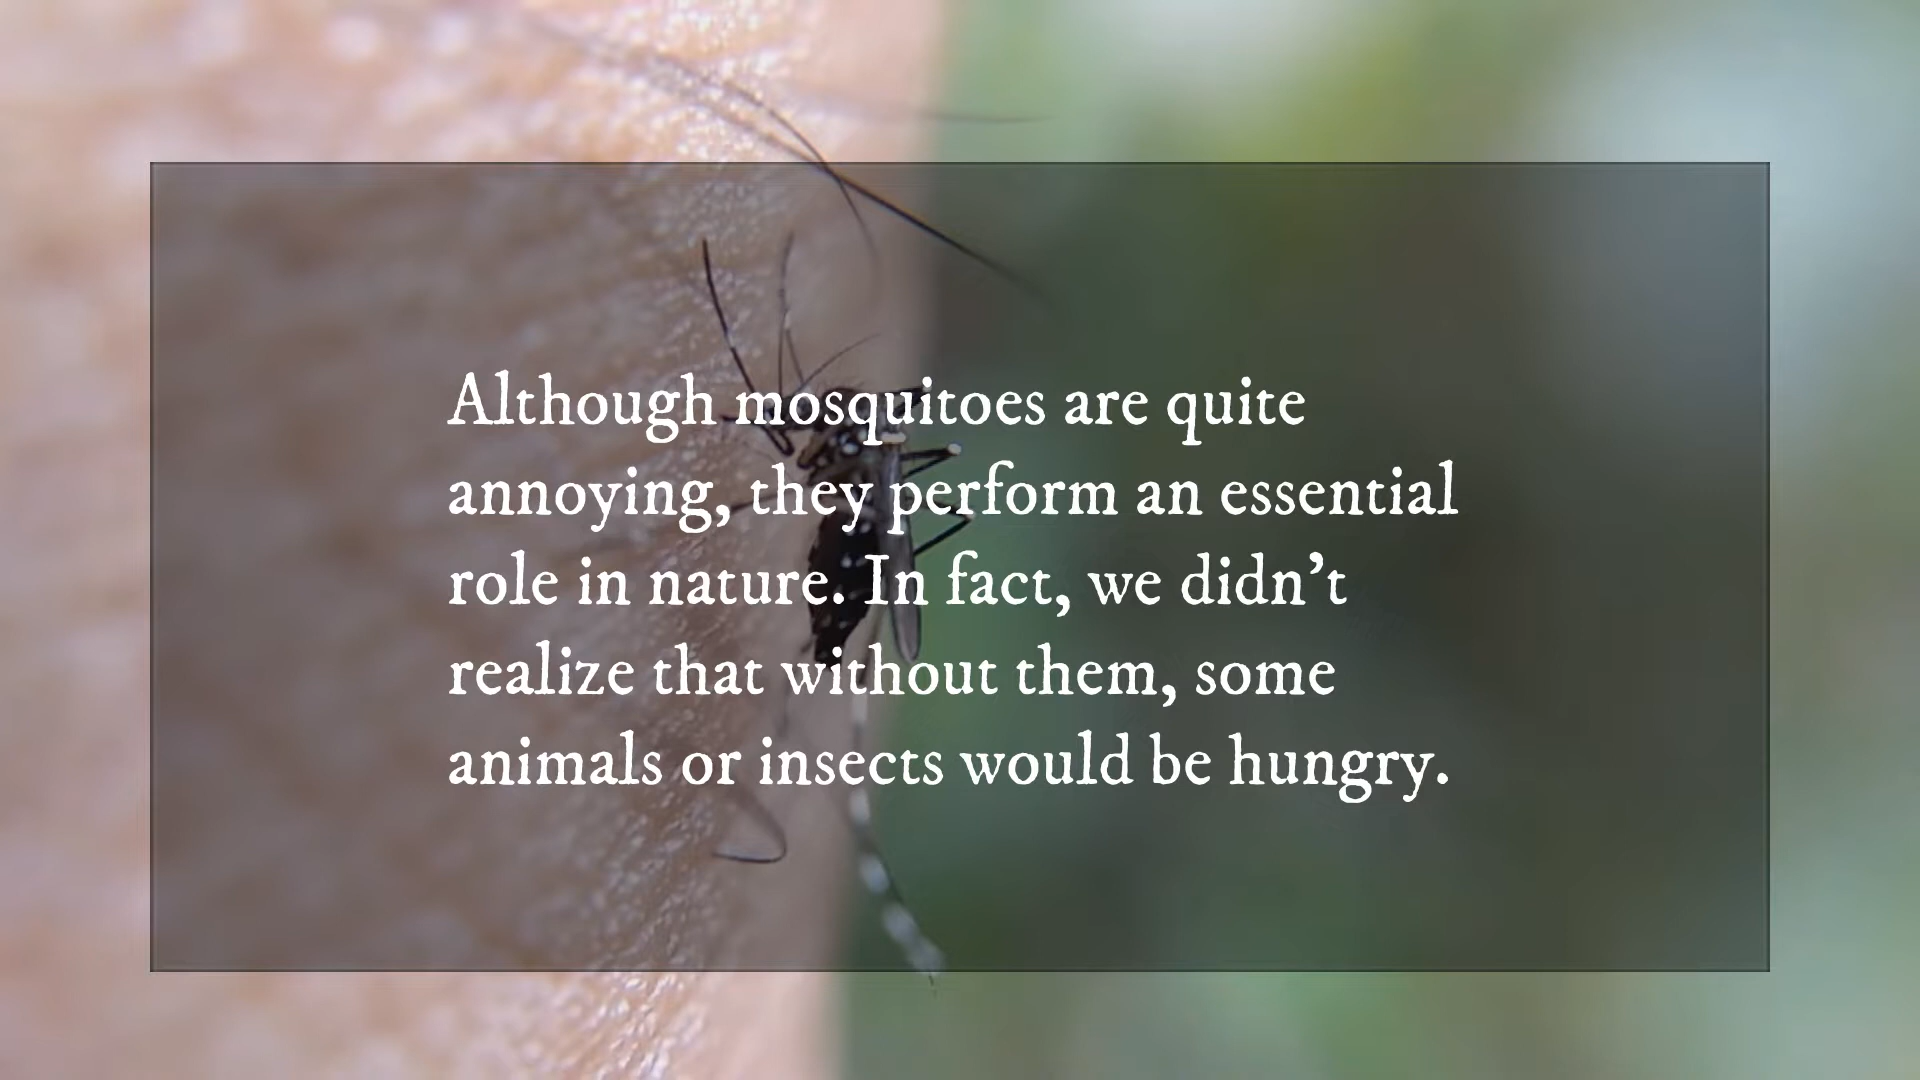 Although mosquitoes are quite
annoying, they perform an essential
role in nature. In fact, we didn’t
realize that without them, some
animals or insects would be hungry.